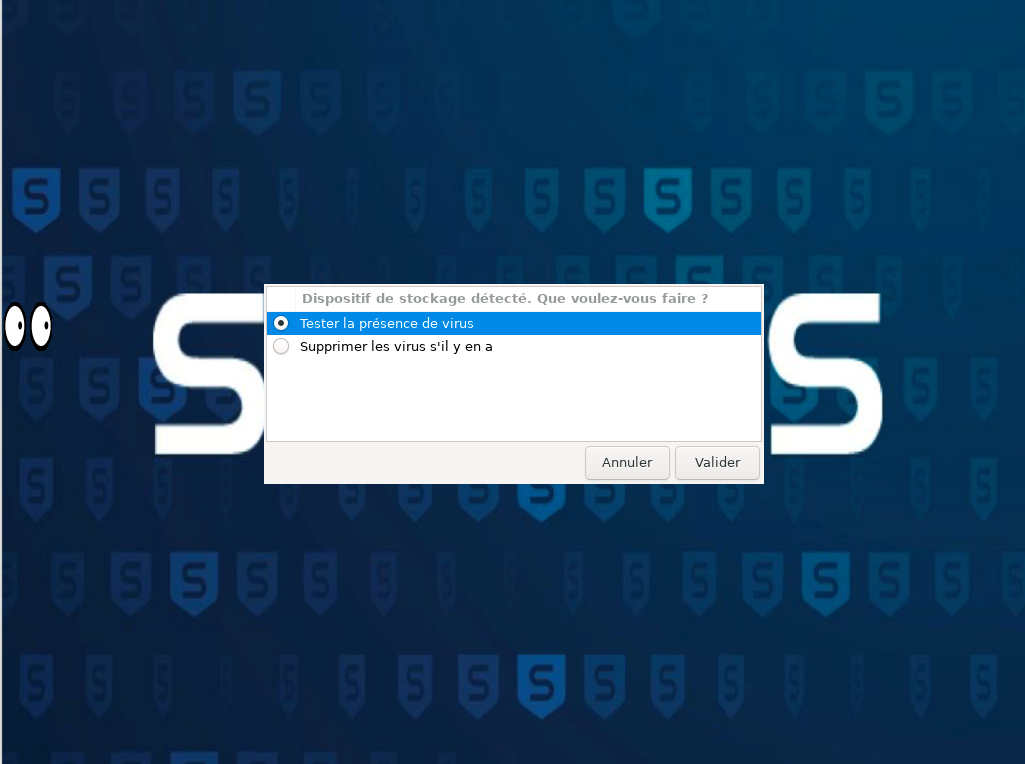 Dispositif de stockage détecté. Que voulez-vous faire ?
Tester la présence de virus
Supprimer les virus s'il y en a
Annuler
Valider
S
S